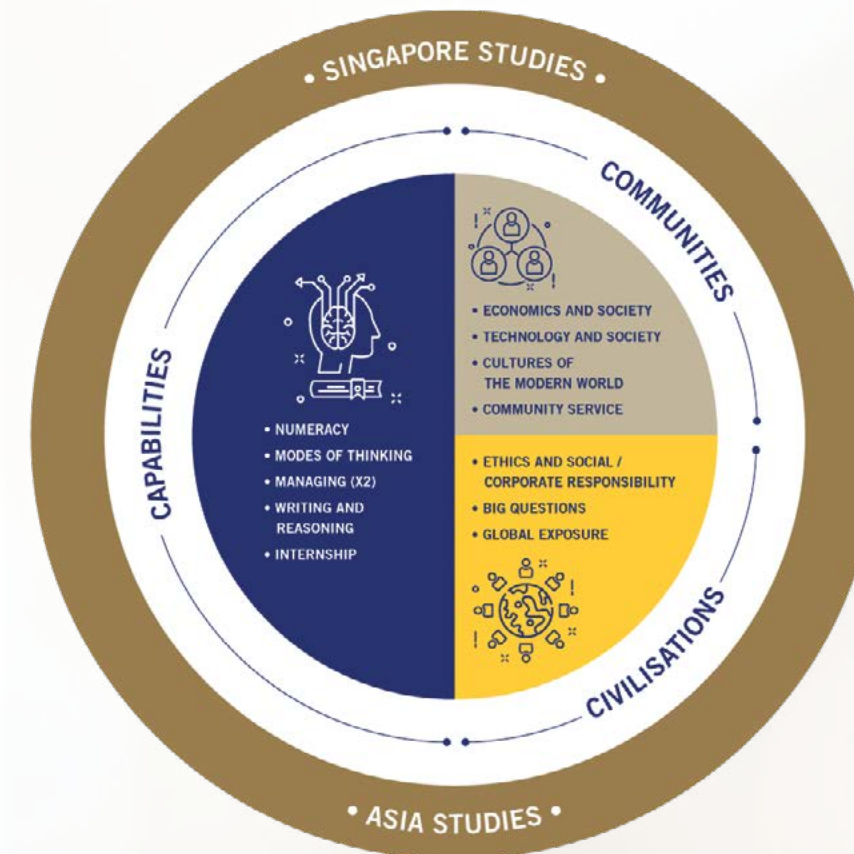 • SINGAPORE STUDIES •
COMMUNITIES
CAPABILITIES
• ECONOMICS AND SOCIETY
• TECHNOLOGY AND SOCIETY
• CULTURES OF
THE MODERN WORLD
• COMMUNITY SERVICE
• NUMERACY
• MODES OF THINKING
• MANAGING (X2)
• WRITING AND
REASONING
• INTERNSHIP
• ETHICS AND SOCIAL /
CORPORATE RESPONSIBILITY
• BIG QUESTIONS
• GLOBAL EXPOSURE
CIVILISATIONS
• ASIA STUDIES •